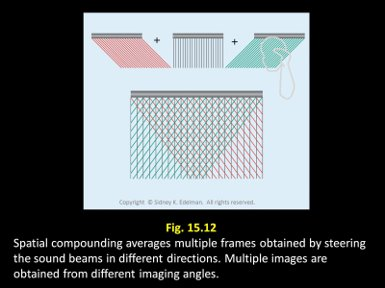 + +
Copyright © Sidney K. Edelman. All rights reserved.
Fig. 15.12
Spatial compounding averages multiple frames obtained by steering
the sound beams in different directions. Multiple images are
obtained from different imaging angles.